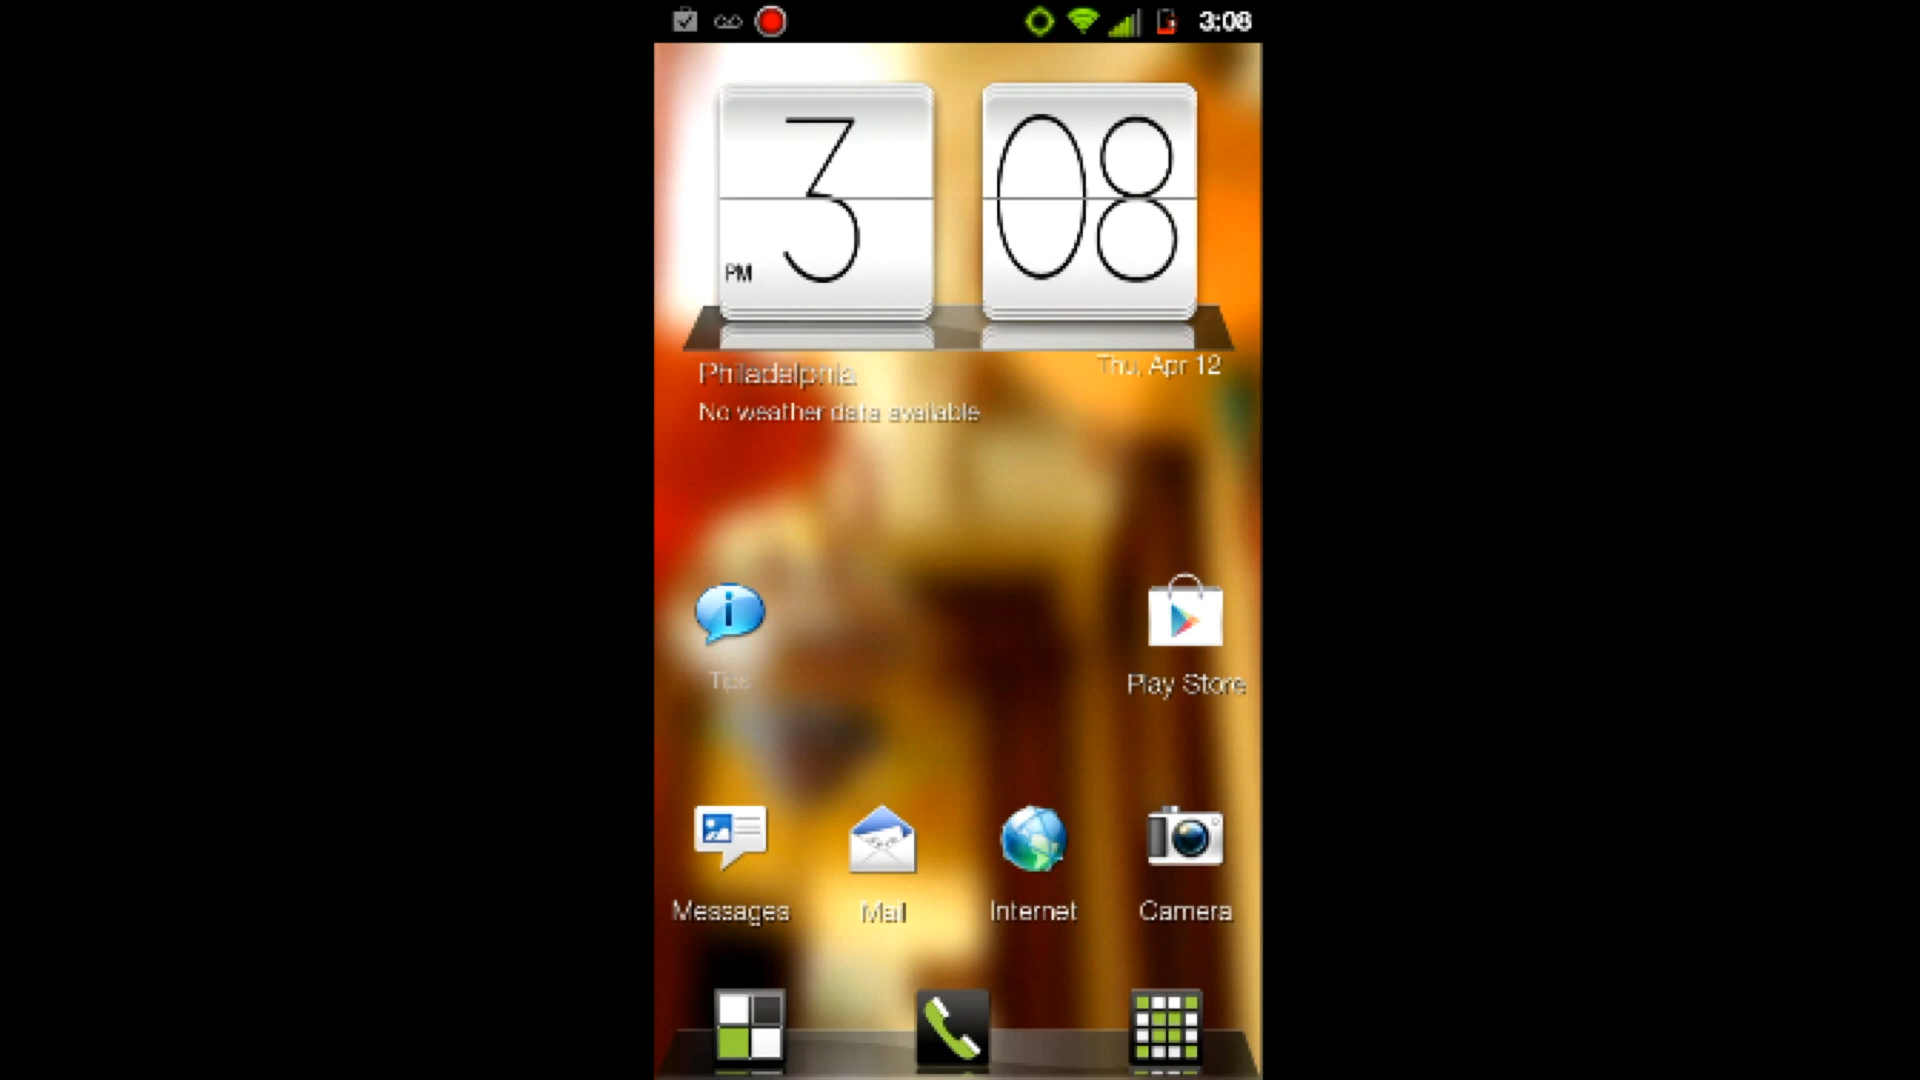 3:08
3 08
PM
Philadelphia
Thu, Apr 12
No weather data available
Tips
Play Store
Messages Mail Internet Camera